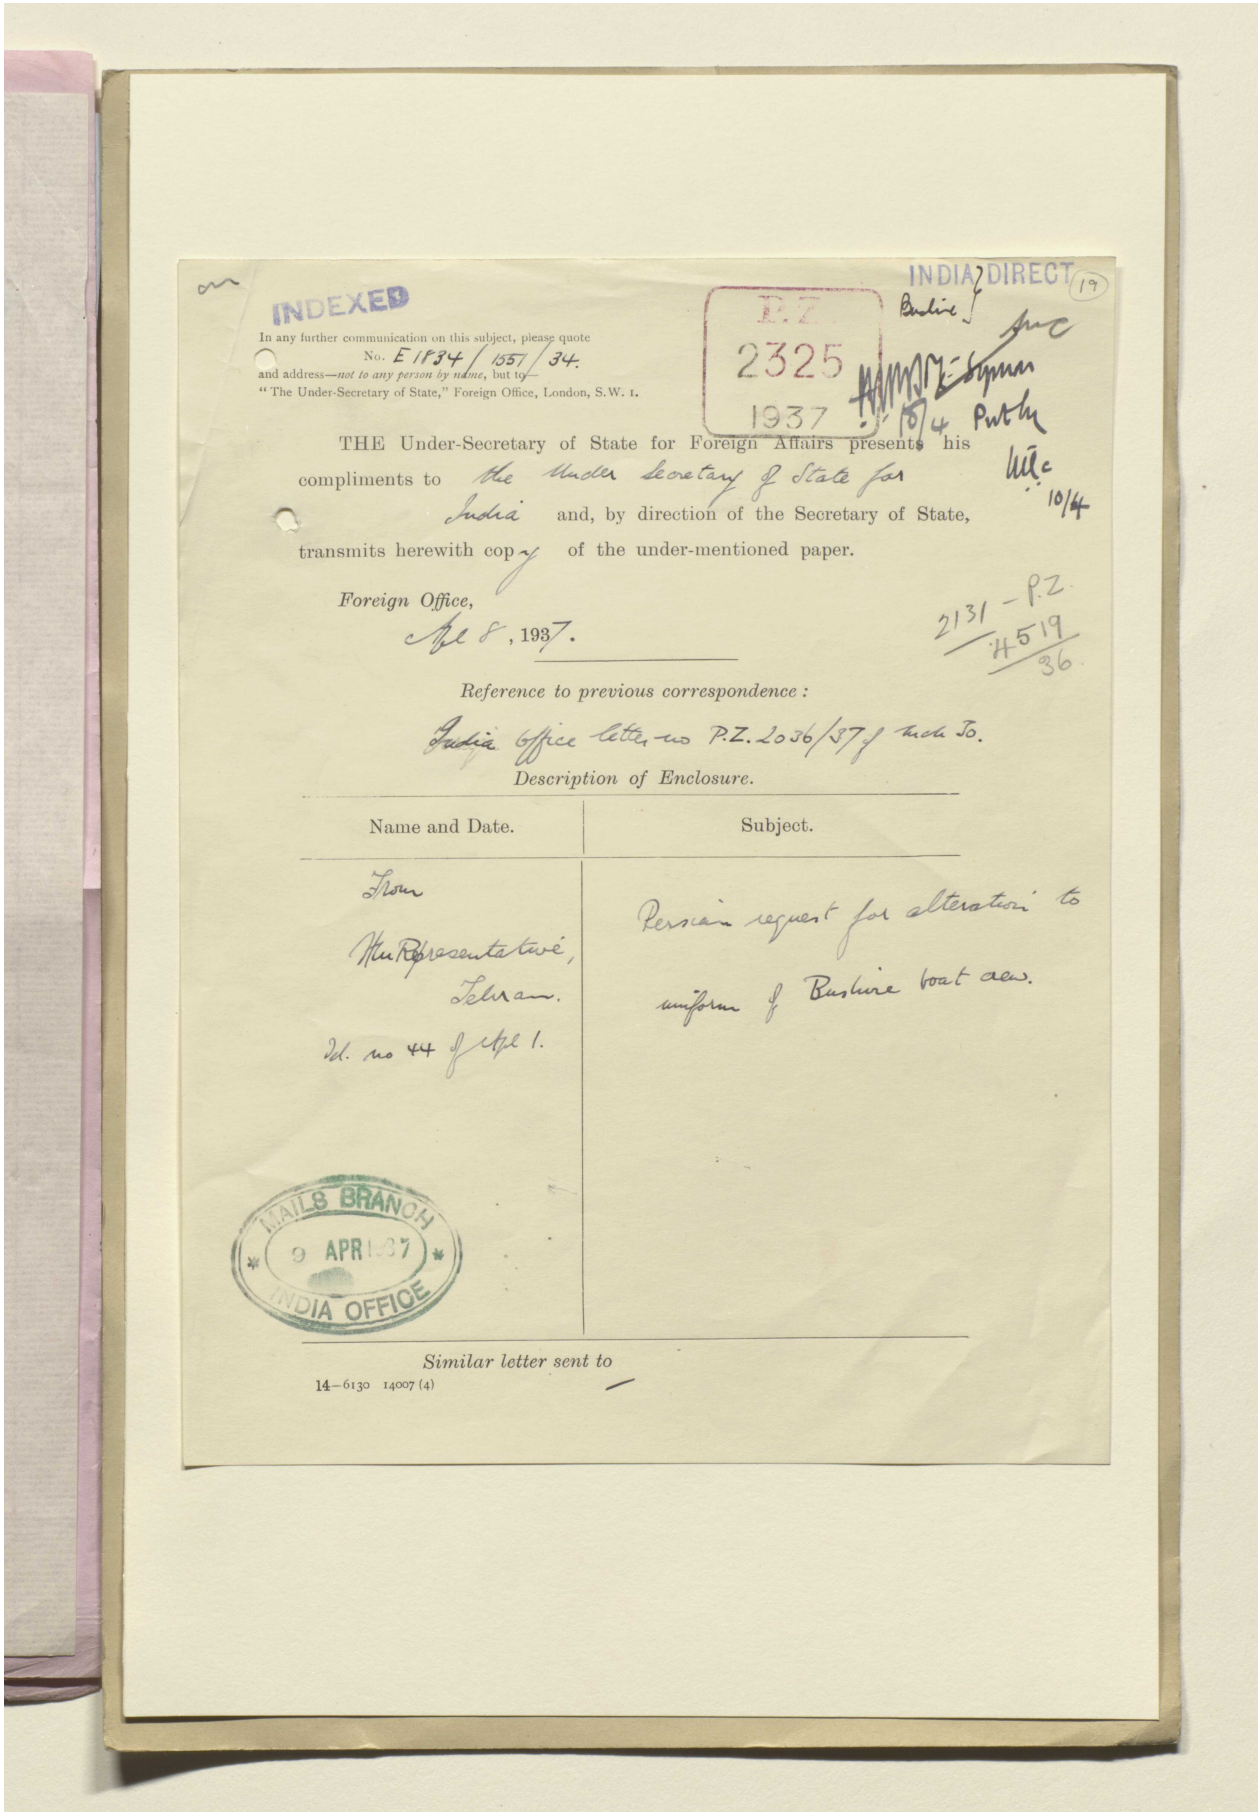 INDIA DIRECT
19
Bushire
INDEXED
P.Z.
2325
1937
In any further communication on this subject, please quote
No. E 1834/1551/34.
and address—not to any person by name, but to—
"The Under-Secretary of State," Foreign Office, London, S.W. 1.
10/4
THE Under-Secretary of State for Foreign Affairs presents his
compliments to the Under Secretary of State for
India and, by direction of the Secretary of State,
transmits herewith copy of the under-mentioned paper.
10/4
Foreign Office,
Apl 8, 1937.
2131 – P.Z.
4519
36
Reference to previous correspondence:
India Office letter no P.Z. 2036/37 of Mch 30.
Description of Enclosure.
Name and Date.
Subject.
From
Representative,
Tehran.
Tel. no 44 of Apl 1.
Persian request for alteration to
uniform of Bushire boat crew.
MAILS BRANCH
9 APR 1937
INDIA OFFICE
Similar letter sent to
14—6130 14007 (4)